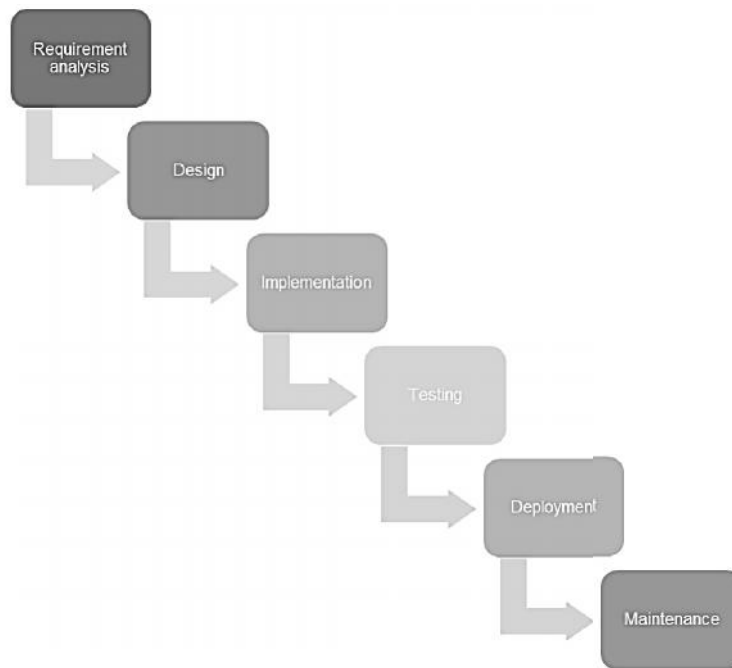 Requirement
analysis
Design
Implementation
Testing
Deployment
Maintenance